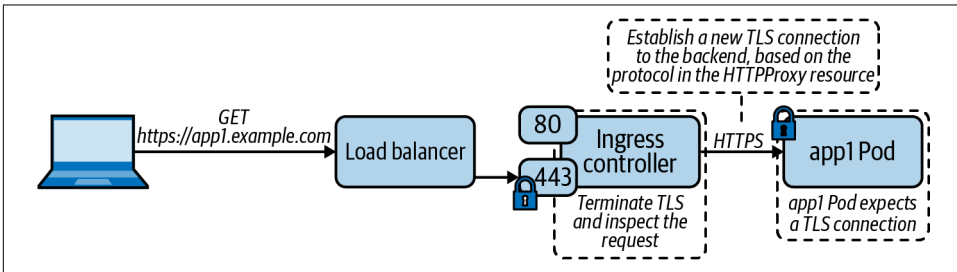 Establish a new TLS connection
to the backend, based on the
protocol in the HTTPProxy resource
GET
https://app1.example.com
Load balancer
80
443
Ingress
controller
HTTPS
app1 Pod
Terminate TLS
and inspect the
request
app1 Pod expects
a TLS connection